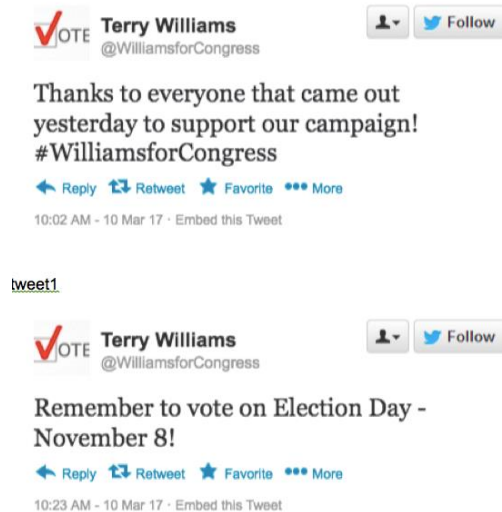 VOTE Terry Williams Follow
@WilliamsforCongress
Thanks to everyone that came out
yesterday to support our campaign!
#WilliamsforCongress
Reply Retweet Favorite More
10:02 AM - 10 Mar 17 · Embed this Tweet
tweet1
VOTE Terry Williams Follow
@WilliamsforCongress
Remember to vote on Election Day -
November 8!
Reply Retweet Favorite More
10:23 AM - 10 Mar 17 · Embed this Tweet